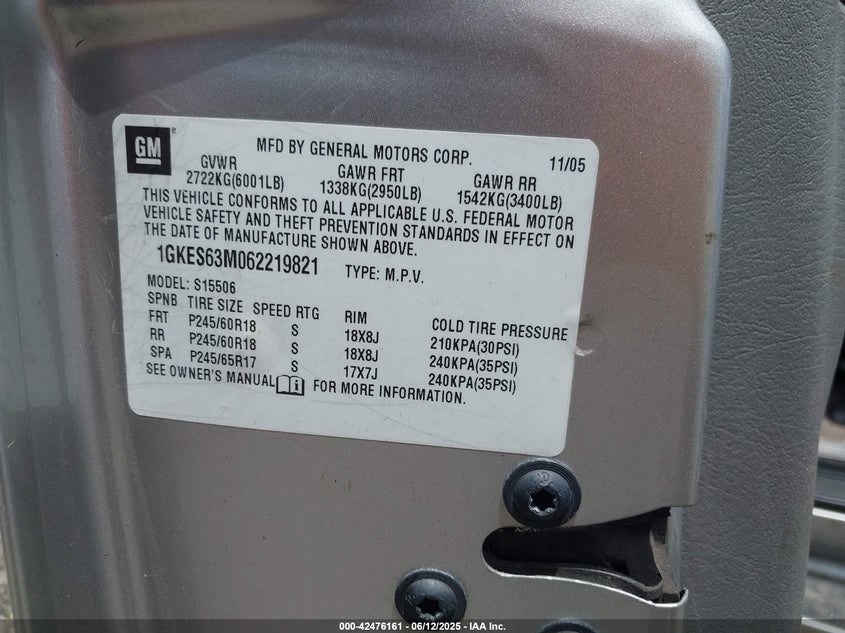 GM
MFD BY GENERAL MOTORS CORP. 11/05
GVWR GAWR FRT GAWR RR
2722KG(6001LB) 1338KG(2950LB) 1542KG(3400LB)
THIS VEHICLE CONFORMS TO ALL APPLICABLE U.S. FEDERAL MOTOR
VEHICLE SAFETY AND THEFT PREVENTION STANDARDS IN EFFECT ON
THE DATE OF MANUFACTURE SHOWN ABOVE.
1GKES63M062219821 TYPE: M.P.V.
MODEL: S15506
SPNB TIRE SIZE SPEED RTG RIM COLD TIRE PRESSURE
FRT P245/60R18 S 18X8J 210KPA(30PSI)
RR P245/60R18 S 18X8J 240KPA(35PSI)
SPA P245/65R17 S 17X7J 240KPA(35PSI)
SEE OWNER'S MANUAL FOR MORE INFORMATION.
000-42476161 - 06/12/2025 - IAA Inc.